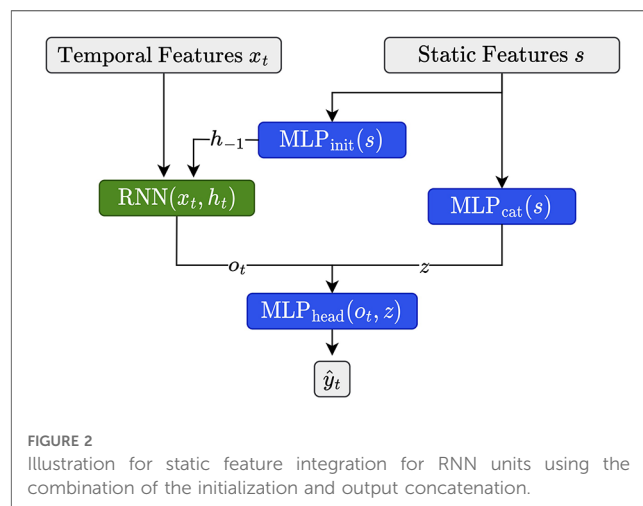 Temporal Features x_t
Static Features s
h_{-1}
MLP_init(s)
RNN(x_t, h_t)
MLP_cat(s)
o_t
z
MLP_head(o_t, z)
ŷ_t
FIGURE 2
Illustration for static feature integration for RNN units using the
combination of the initialization and output concatenation.